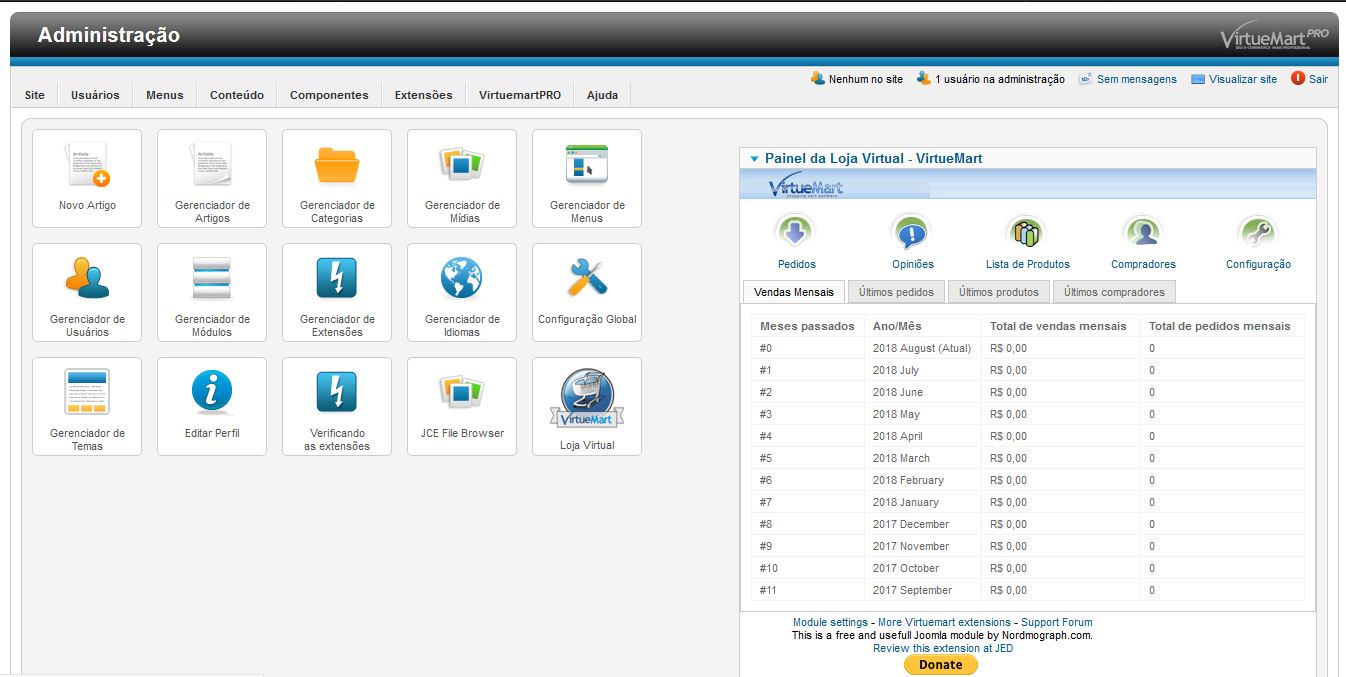 Administração
VirtueMart PRO
SEU E-COMMERCE MAIS PROFISSIONAL
Nenhum no site 1 usuário na administração Sem mensagens Visualizar site Sair
Site Usuários Menus Conteúdo Componentes Extensões VirtuemartPRO Ajuda
Novo Artigo
Gerenciador de
Artigos
Gerenciador de
Categorias
Gerenciador de
Mídias
Gerenciador de
Menus
Gerenciador de
Usuários
Gerenciador de
Módulos
Gerenciador de
Extensões
Gerenciador de
Idiomas
Configuração Global
Gerenciador de
Temas
Editar Perfil
Verificando
as extensões
JCE File Browser
VirtueMart
Loja Virtual
Painel da Loja Virtual - VirtueMart
VirtueMart
shopping cart software
Pedidos Opiniões Lista de Produtos Compradores Configuração
Vendas Mensais Últimos pedidos Últimos produtos Últimos compradores
Meses passados Ano/Mês Total de vendas mensais Total de pedidos mensais
#0 2018 August (Atual) R$ 0,00 0
#1 2018 July R$ 0,00 0
#2 2018 June R$ 0,00 0
#3 2018 May R$ 0,00 0
#4 2018 April R$ 0,00 0
#5 2018 March R$ 0,00 0
#6 2018 February R$ 0,00 0
#7 2018 January R$ 0,00 0
#8 2017 December R$ 0,00 0
#9 2017 November R$ 0,00 0
#10 2017 October R$ 0,00 0
#11 2017 September R$ 0,00 0
Module settings - More Virtuemart extensions - Support Forum
This is a free and usefull Joomla module by Nordmograph.com.
Review this extension at JED
Donate